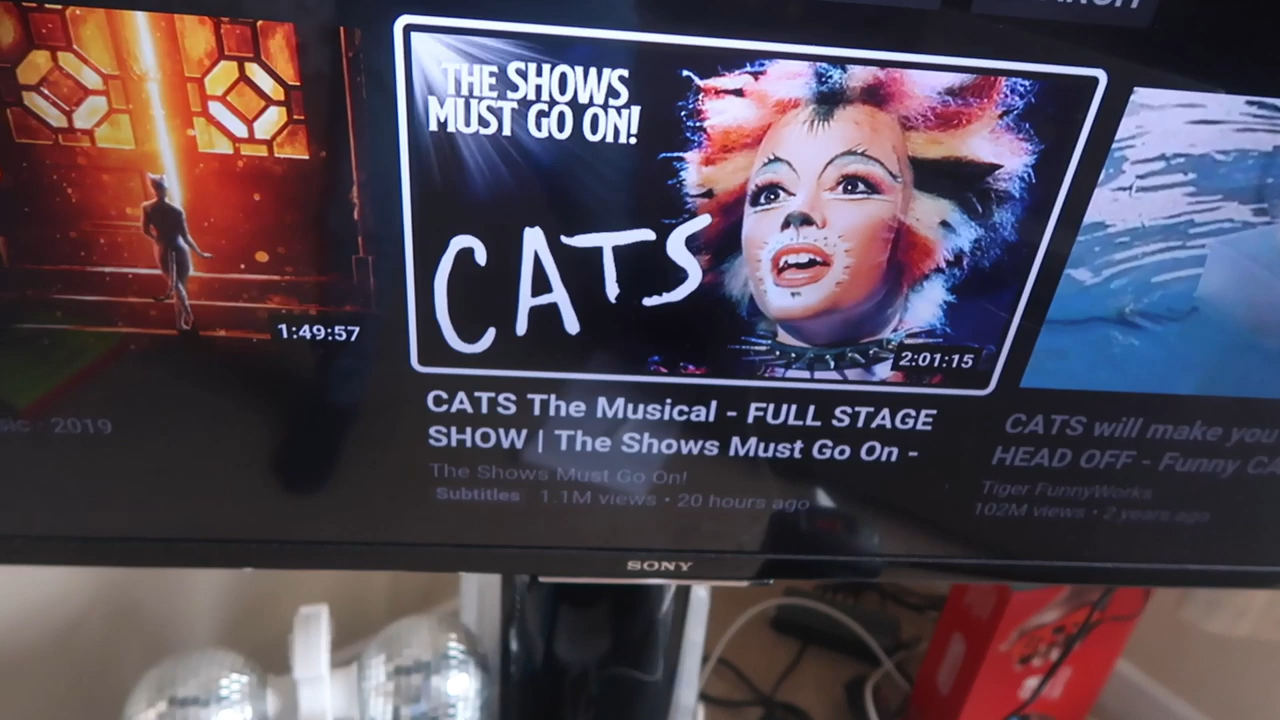 THE SHOWS
MUST GO ON!
CATS
1:49:57
2:01:15
CATS The Musical - FULL STAGE
SHOW | The Shows Must Go On -
The Shows Must Go On!
Subtitles 1.1M views • 20 hours ago
2019
CATS will make you
HEAD OFF - Funny CA
Tiger FunnyWorks
102M views • 2 years ago
SONY